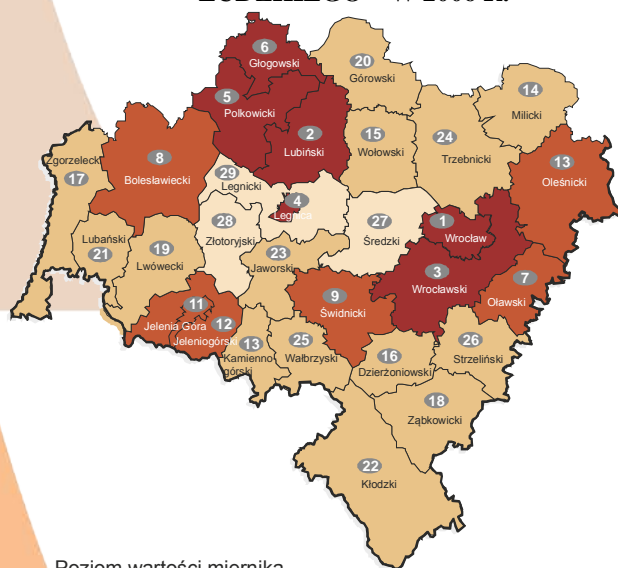 6
Głogowski
20
Górowski
14
Milicki
5
Polkowicki
2
Lubiński
15
Wołowski
24
Trzebnicki
13
Oleśnicki
Zgorzelecki
17
8
Bolesławiecki
29
Legnicki
4
Legnica
28
Złotoryjski
27
Średzki
1
Wrocław
Lubański
21
19
Lwówecki
23
Jaworski
3
Wrocławski
7
Oławski
11
Jelenia Góra
12
Jeleniogórski
9
Świdnicki
13
Kamienno-
górski
25
Wałbrzyski
16
Dzierżoniowski
26
Strzeliński
18
Ząbkowicki
22
Kłodzki